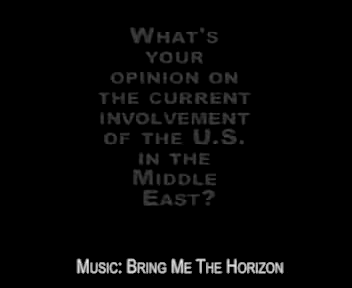 What's
your
opinion on
the current
involvement
of the U.S.
in the
Middle
East?
Music: Bring Me The Horizon